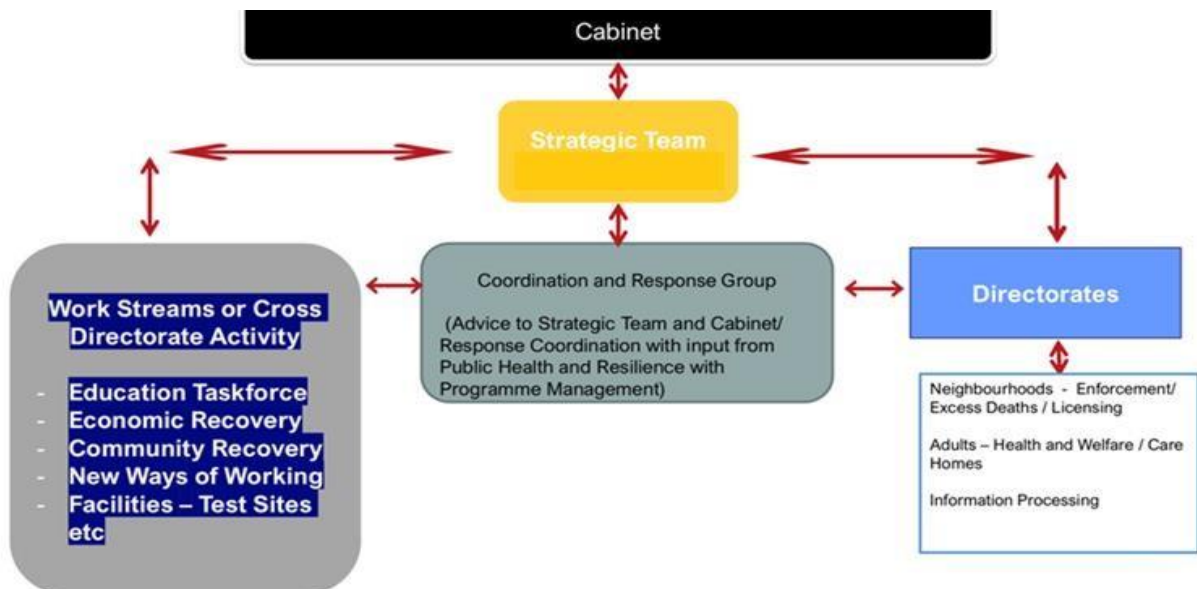 Cabinet
Strategic Team
Work Streams or Cross
Directorate Activity
- Education Taskforce
- Economic Recovery
- Community Recovery
- New Ways of Working
- Facilities – Test Sites
etc
Coordination and Response Group
(Advice to Strategic Team and Cabinet/
Response Coordination with input from
Public Health and Resilience with
Programme Management)
Directorates
Neighbourhoods - Enforcement/
Excess Deaths / Licensing
Adults – Health and Welfare / Care
Homes
Information Processing